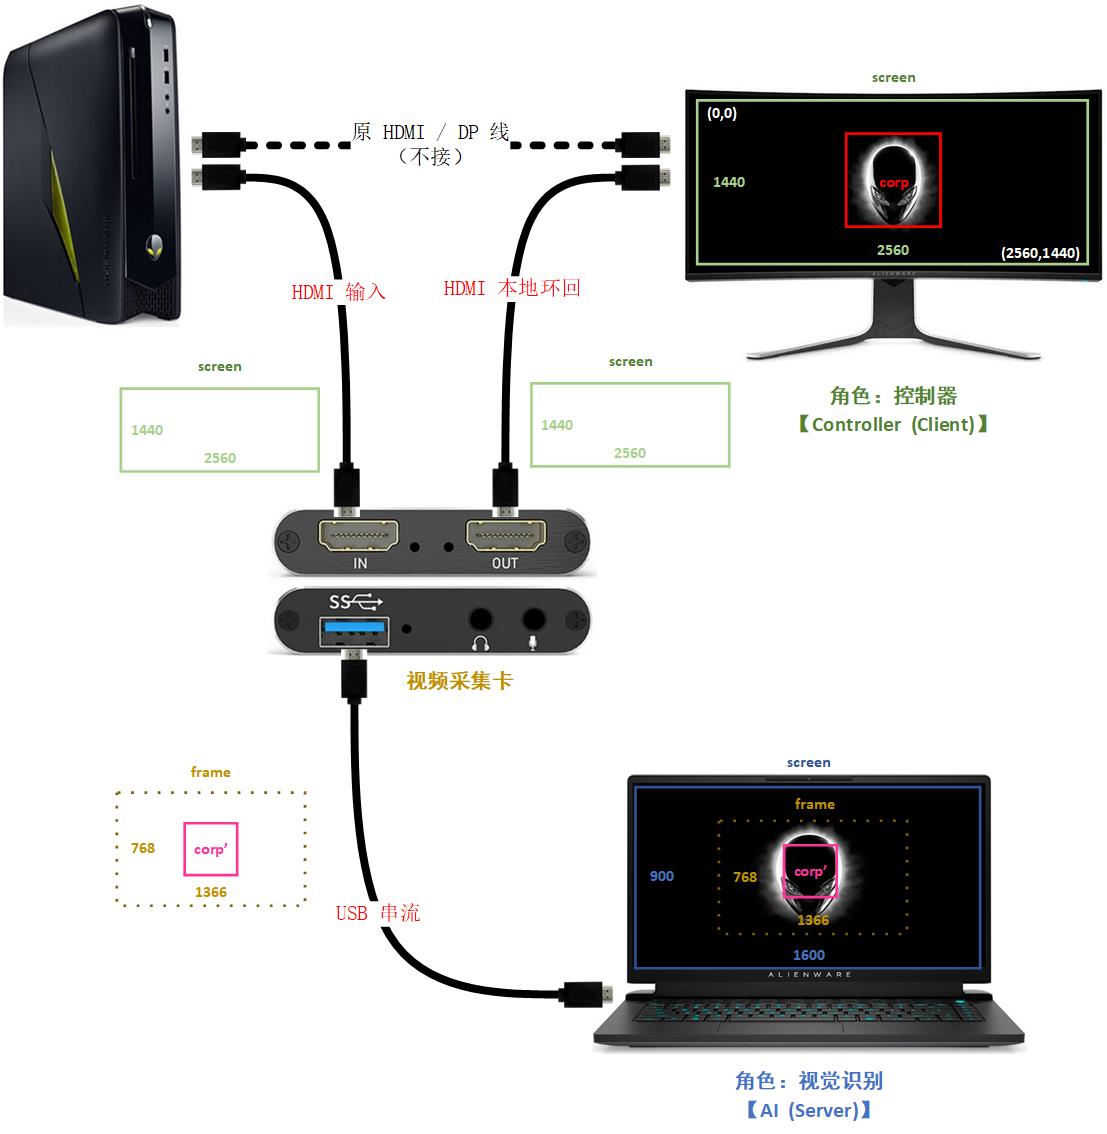 screen
(0,0)
原 HDMI / DP 线
（不接）
corp
1440
2560
(2560,1440)
ALIENWARE
HDMI 输入
HDMI 本地环回
screen
1440
2560
screen
1440
2560
角色：控制器
【Controller (Client)】
IN
OUT
SS
视频采集卡
frame
corp’
768
1366
USB 串流
screen
frame
900
768
corp’
1366
1600
ALIENWARE
角色：视觉识别
【AI (Server)】